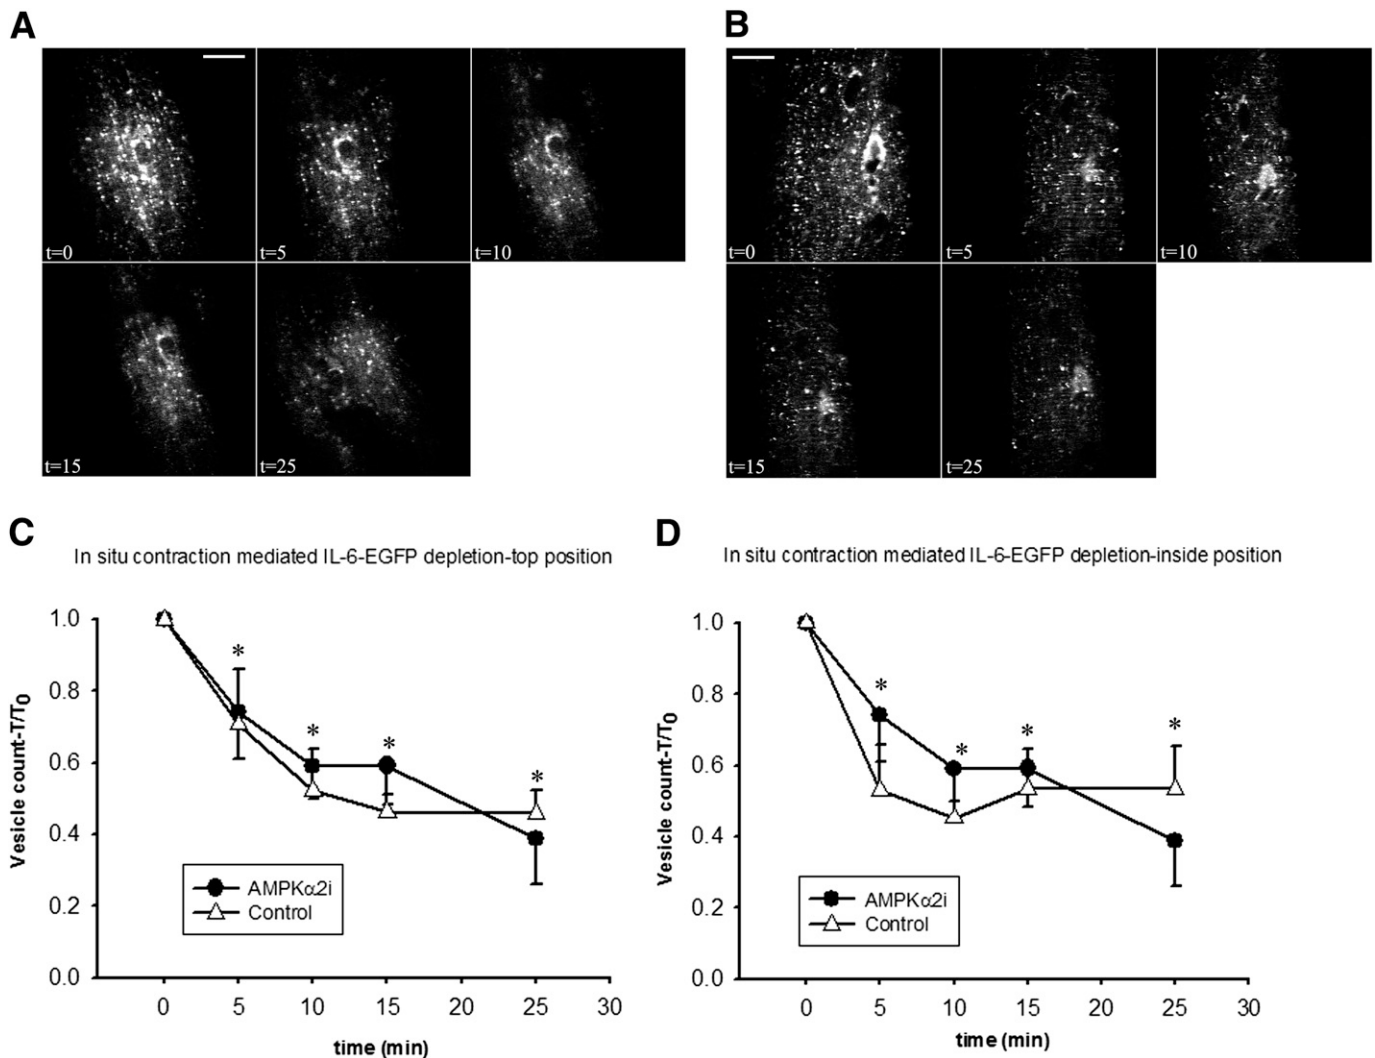 A
B
t=0
t=5
t=10
t=15
t=25
t=0
t=5
t=10
t=15
t=25
C
In situ contraction mediated IL-6-EGFP depletion-top position
Vesicle count-T/T0
1.0
0.8
0.6
0.4
0.2
0.0
*
*
*
*
AMPKα2i
Control
0 5 10 15 20 25 30
time (min)
D
In situ contraction mediated IL-6-EGFP depletion-inside position
Vesicle count-T/T0
1.0
0.8
0.6
0.4
0.2
0.0
*
*
*
*
AMPKα2i
Control
0 5 10 15 20 25 30
time (min)